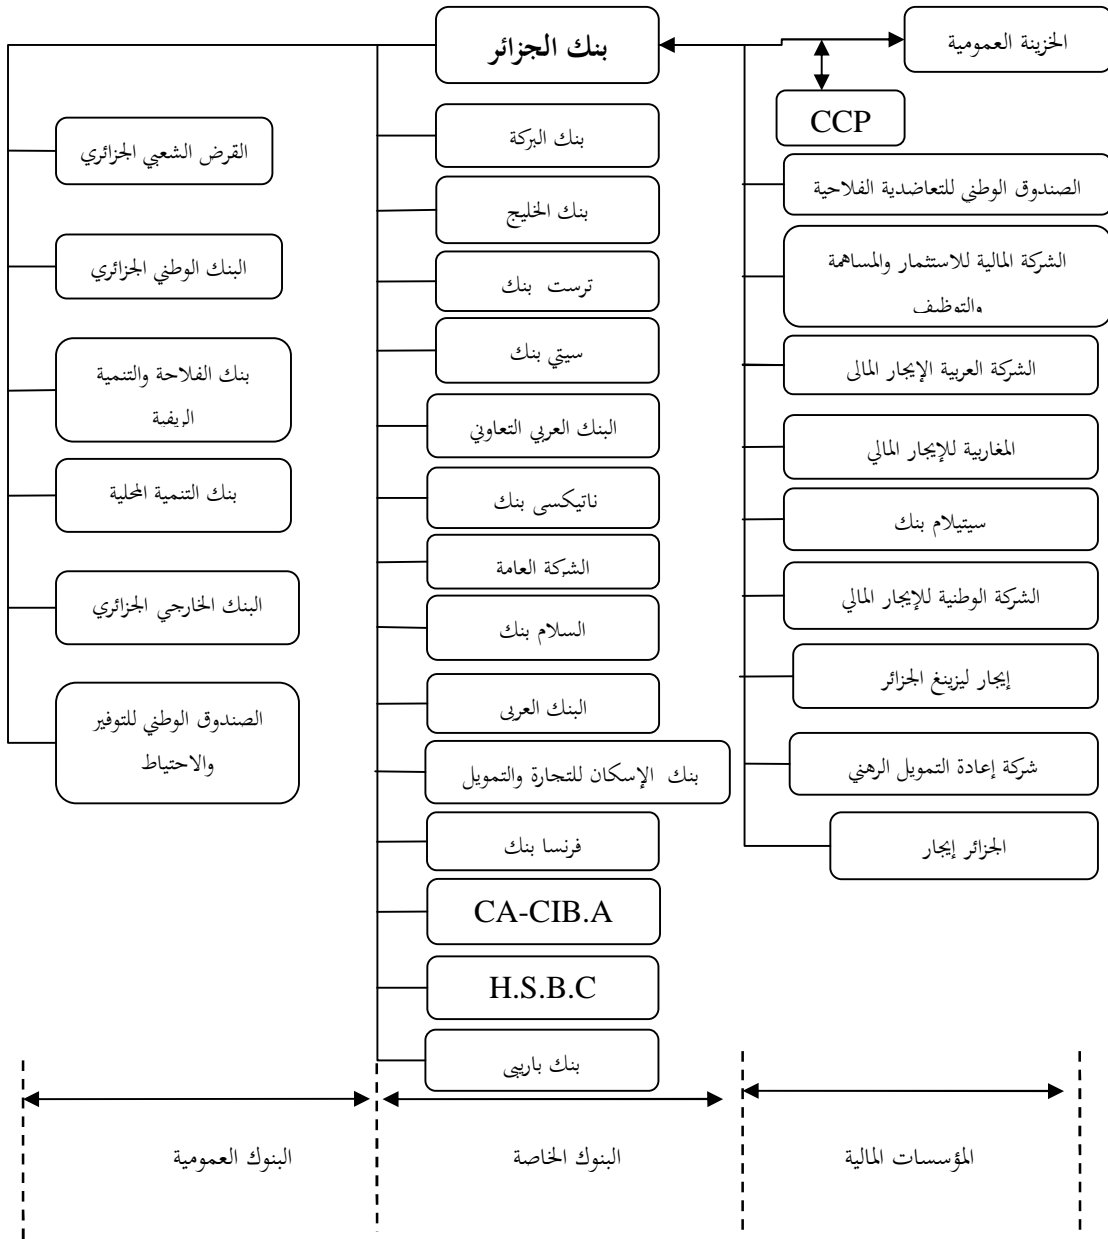 بنك الجزائر
الخزينة العمومية
CCP
الصندوق الوطني للتعاضدية الفلاحية
الشركة المالية للاستثمار والمساهمة
والتوظيف
الشركة العربية الإيجار المالى
المغاربية للإيجار المالي
سيتيلام بنك
الشركة الوطنية للإيجار المالي
إيجار ليزينغ الجزائر
شركة إعادة التمويل الرهني
الجزائر إيجار
بنك البركة
بنك الخليج
ترست بنك
سيتي بنك
البنك العربي التعاوني
ناتيكسى بنك
الشركة العامة
السلام بنك
البنك العربى
بنك الإسكان للتجارة والتمويل
فرنسا بنك
CA-CIB.A
H.S.B.C
بنك باريبى
القرض الشعبي الجزائري
البنك الوطني الجزائري
بنك الفلاحة والتنمية
الريفية
بنك التنمية المحلية
البنك الخارجي الجزائري
الصندوق الوطني للتوفير
والاحتياط
المؤسسات المالية
البنوك الخاصة
البنوك العمومية